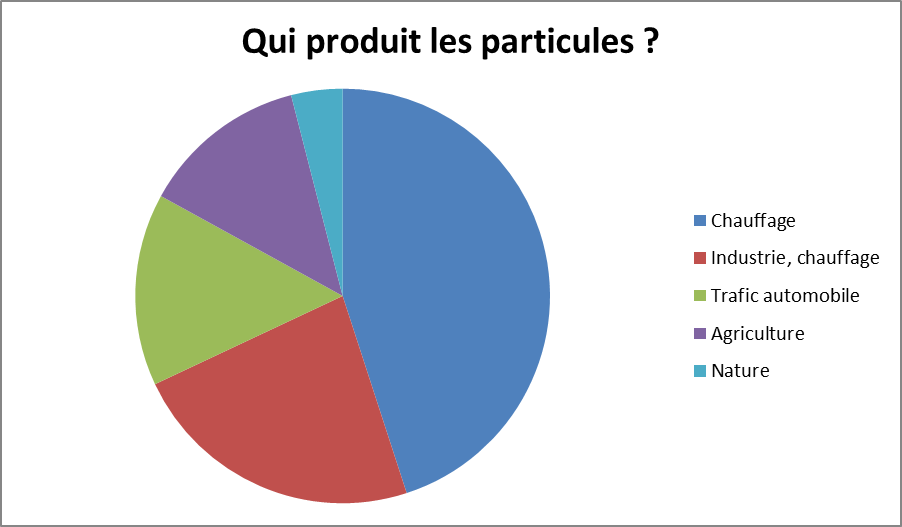 Qui produit les particules ?
Chauffage
Industrie, chauffage
Trafic automobile
Agriculture
Nature